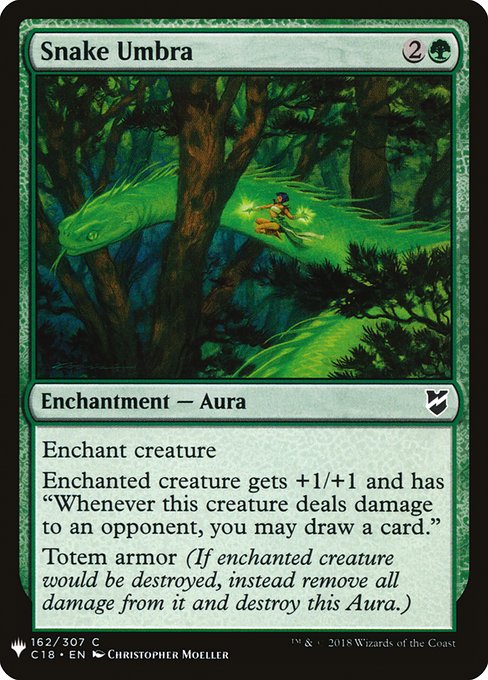 Snake Umbra 2
Enchantment — Aura
Enchant creature
Enchanted creature gets +1/+1 and has
“Whenever this creature deals damage
to an opponent, you may draw a card.”
Totem armor (If enchanted creature
would be destroyed, instead remove all
damage from it and destroy this Aura.)
162/307 C
C18 • EN Christopher Moeller
™ & © 2018 Wizards of the Coast